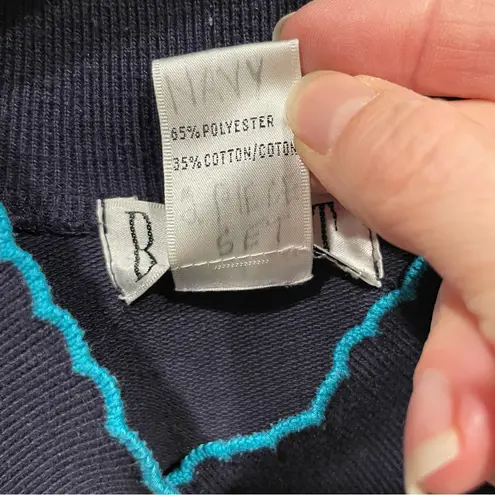 NAVY
65% POLYESTER
35% COTTON/COTON
2 PIECE
SET
B T